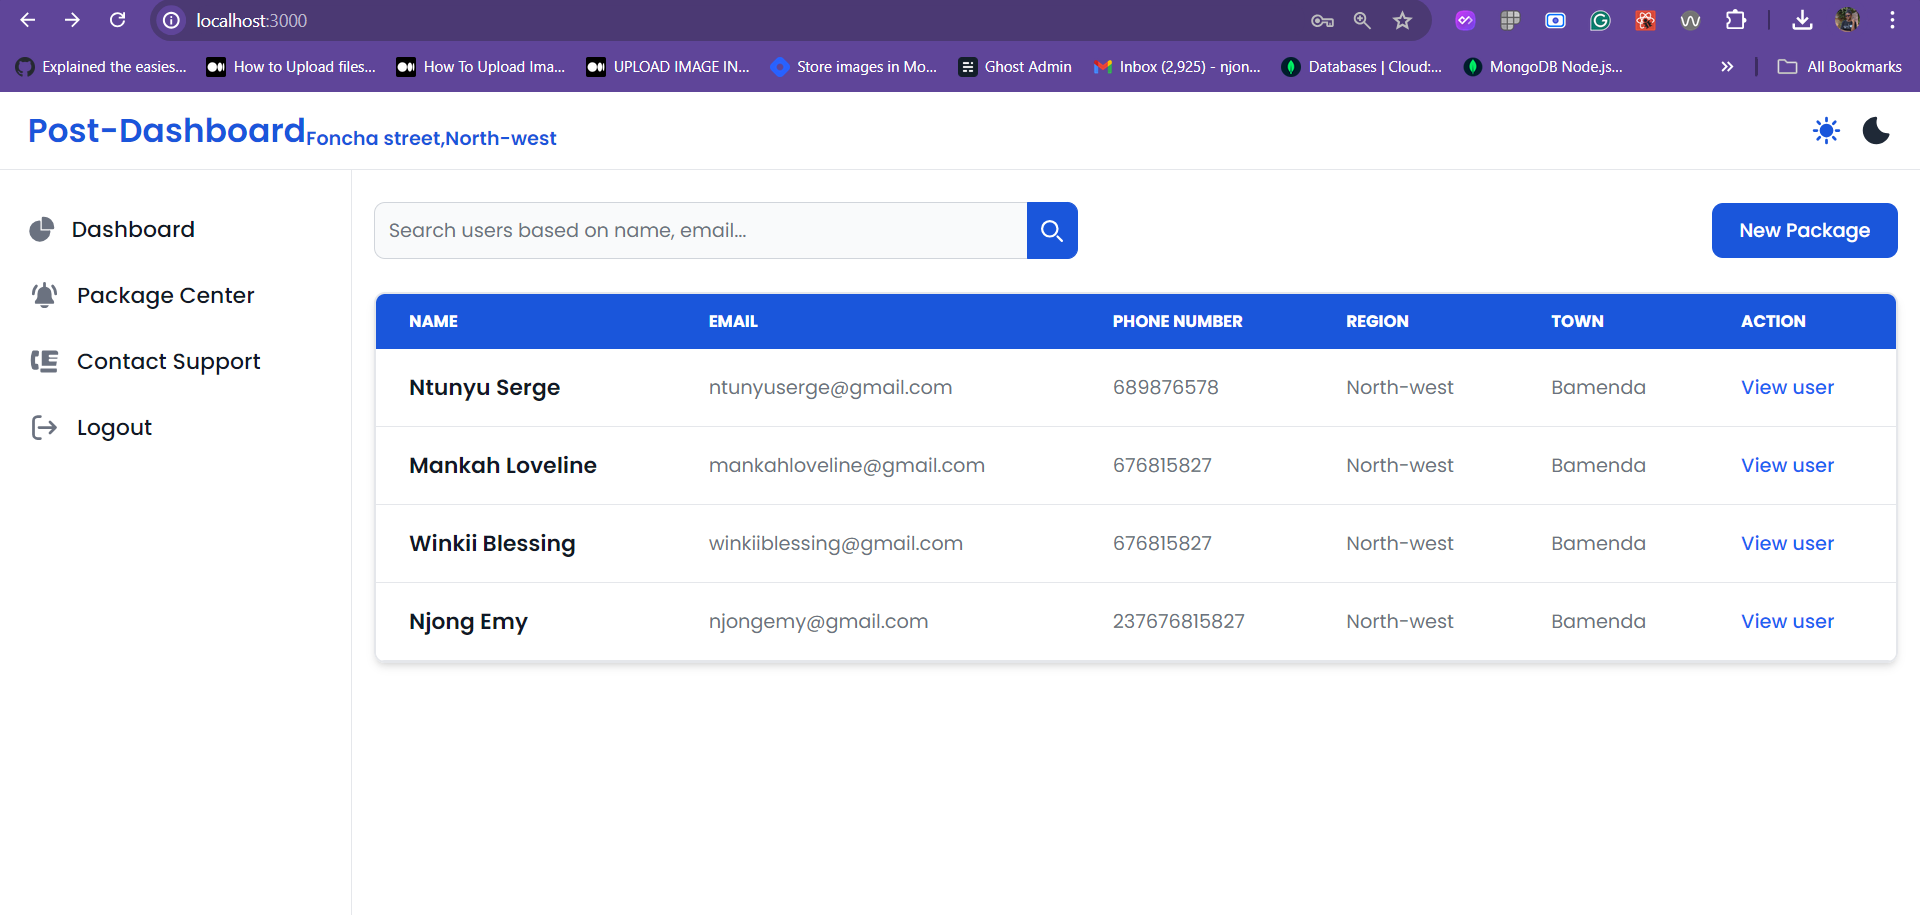 localhost:3000
Explained the easies... How to Upload files... How To Upload Ima... UPLOAD IMAGE IN... Store images in Mo... Ghost Admin Inbox (2,925) - njon... Databases | Cloud:... MongoDB Node.js... All Bookmarks
Post-Dashboard Foncha street,North-west
Dashboard
Package Center
Contact Support
Logout
Search users based on name, email...
New Package
NAME EMAIL PHONE NUMBER REGION TOWN ACTION
Ntunyu Serge ntunyuserge@gmail.com 689876578 North-west Bamenda View user
Mankah Loveline mankahloveline@gmail.com 676815827 North-west Bamenda View user
Winkii Blessing winkiiblessing@gmail.com 676815827 North-west Bamenda View user
Njong Emy njongemy@gmail.com 237676815827 North-west Bamenda View user